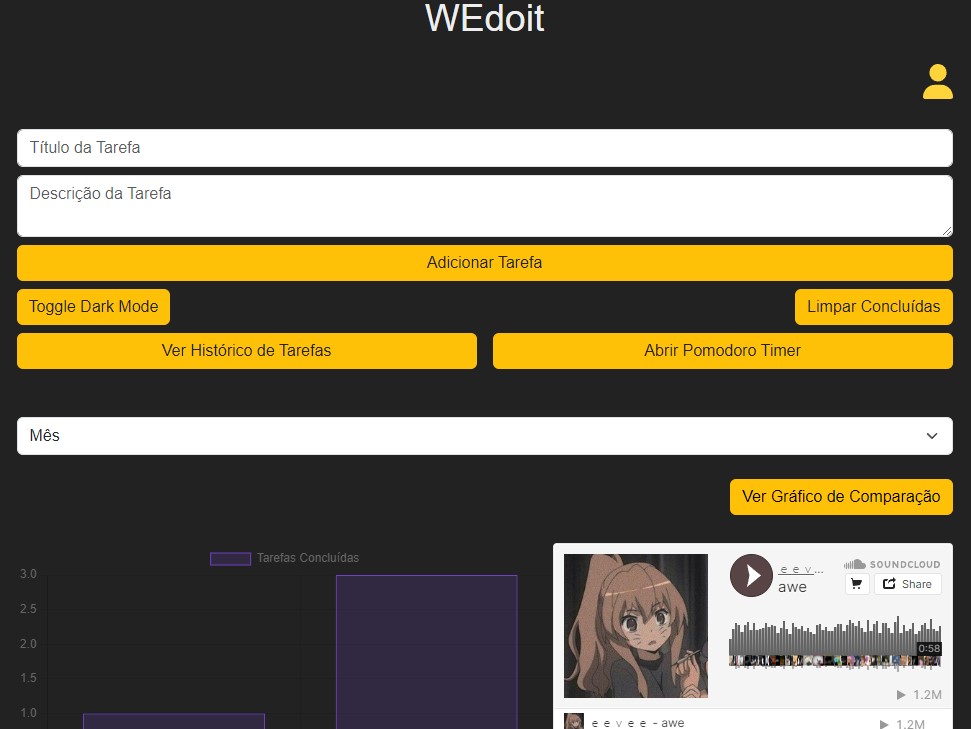 WEdoit
Título da Tarefa
Descrição da Tarefa
Adicionar Tarefa
Toggle Dark Mode
Limpar Concluídas
Ver Histórico de Tarefas
Abrir Pomodoro Timer
Mês
Ver Gráfico de Comparação
Tarefas Concluídas
3.0
2.5
2.0
1.5
1.0
e e v...
SOUNDCLOUD
awe
Share
0:58
1.2M
e e v e e - awe
1.2M